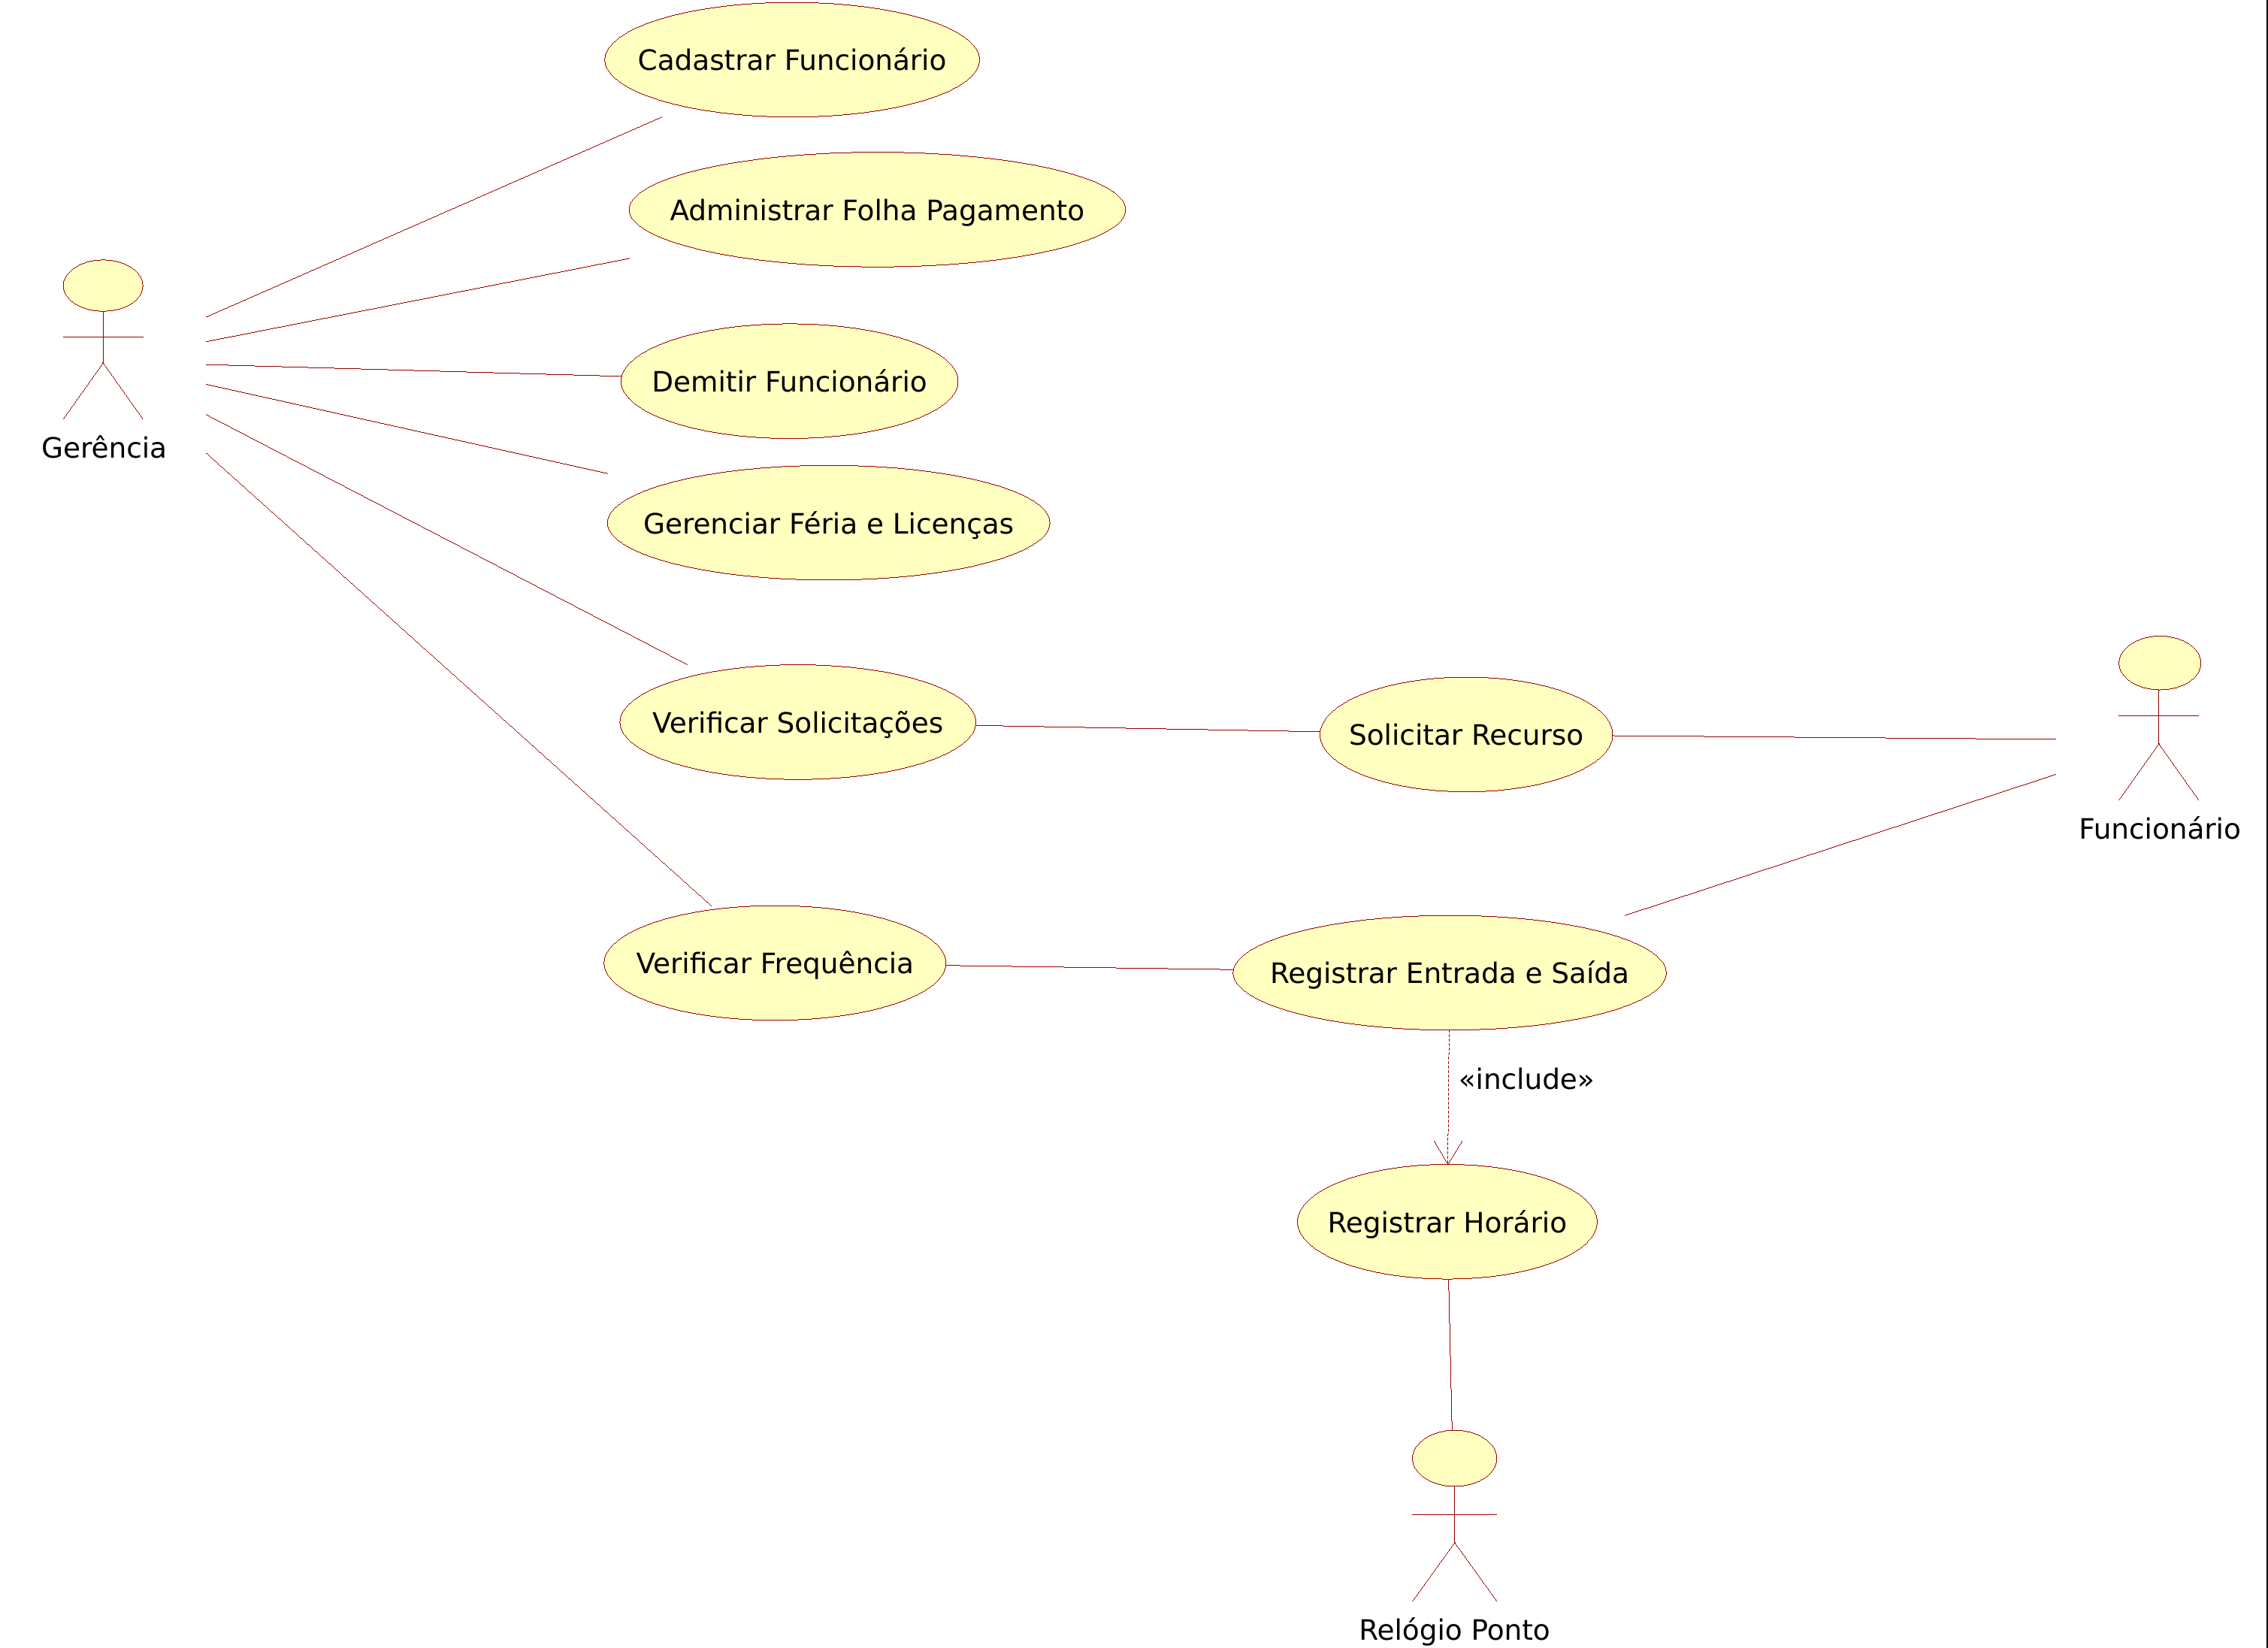 Cadastrar Funcionário
Administrar Folha Pagamento
Demitir Funcionário
Gerência
Gerenciar Féria e Licenças
Verificar Solicitações
Solicitar Recurso
Funcionário
Verificar Frequência
Registrar Entrada e Saída
«include»
Registrar Horário
Relógio Ponto